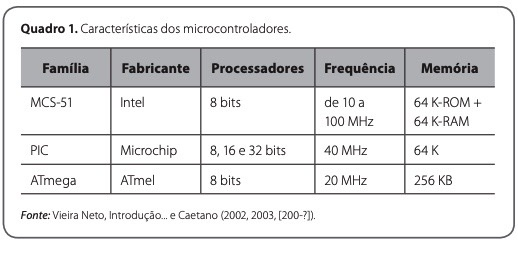 Quadro 1. Características dos microcontroladores.
Família Fabricante Processadores Frequência Memória
MCS-51 Intel 8 bits de 10 a 64 K-ROM +
100 MHz 64 K-RAM
PIC Microchip 8, 16 e 32 bits 40 MHz 64 K
ATmega ATmel 8 bits 20 MHz 256 KB
Fonte: Vieira Neto, Introdução... e Caetano (2002, 2003, [200-?]).